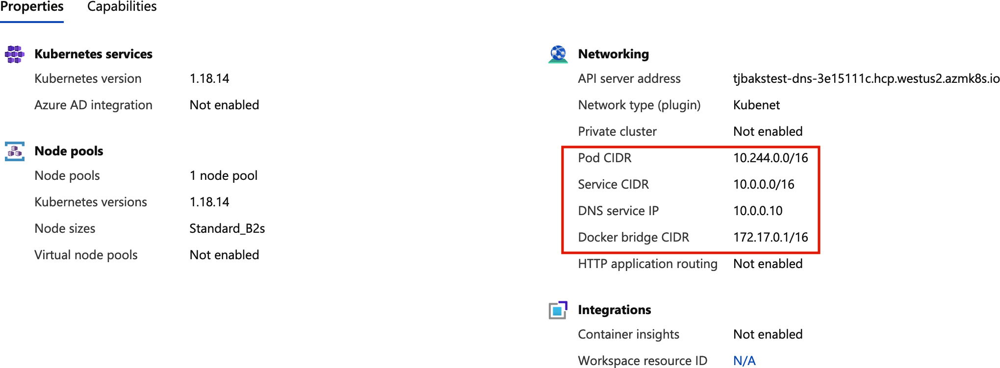 Properties Capabilities
Kubernetes services
Kubernetes version 1.18.14
Azure AD integration Not enabled
Node pools
Node pools 1 node pool
Kubernetes versions 1.18.14
Node sizes Standard_B2s
Virtual node pools Not enabled
Networking
API server address tjbakstest-dns-3e15111c.hcp.westus2.azmk8s.io
Network type (plugin) Kubenet
Private cluster Not enabled
Pod CIDR 10.244.0.0/16
Service CIDR 10.0.0.0/16
DNS service IP 10.0.0.10
Docker bridge CIDR 172.17.0.1/16
HTTP application routing Not enabled
Integrations
Container insights Not enabled
Workspace resource ID N/A